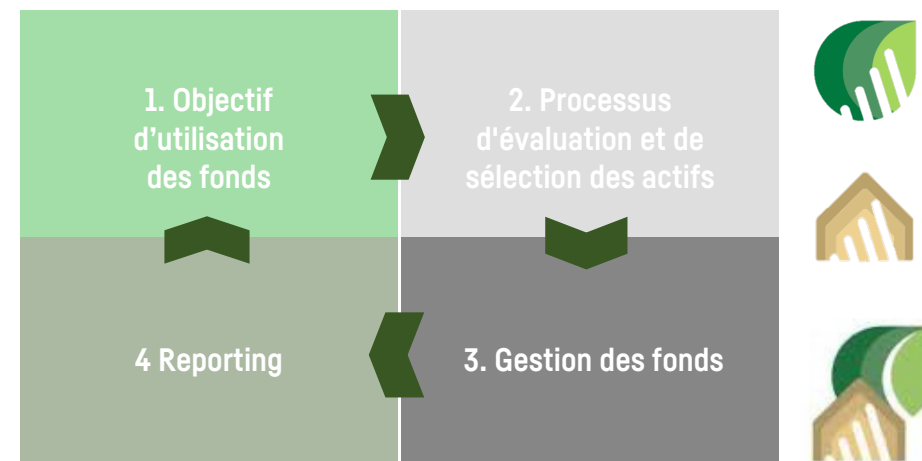 1. Objectif
d’utilisation
des fonds
2. Processus
d'évaluation et de
sélection des actifs
4 Reporting
3. Gestion des fonds